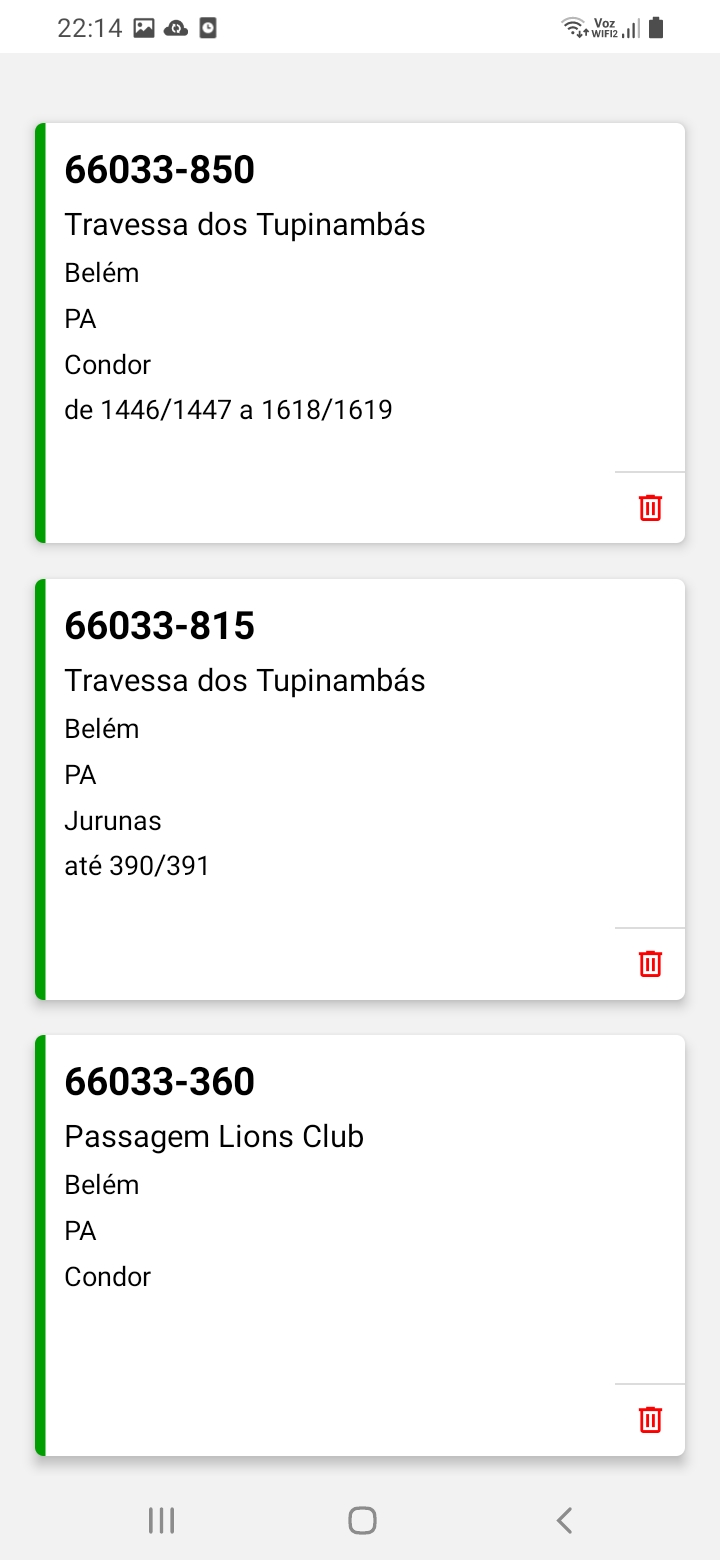 22:14
Voz
WIFI2
66033-850
Travessa dos Tupinambás
Belém
PA
Condor
de 1446/1447 a 1618/1619
66033-815
Travessa dos Tupinambás
Belém
PA
Jurunas
até 390/391
66033-360
Passagem Lions Club
Belém
PA
Condor